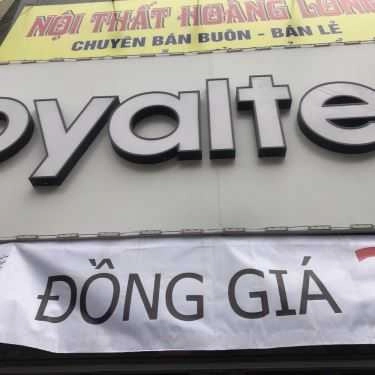 NỘI THẤT HOÀNG LONG
CHUYÊN BÁN BUÔN - BÁN LẺ
oyalte
ĐỒNG GIÁ